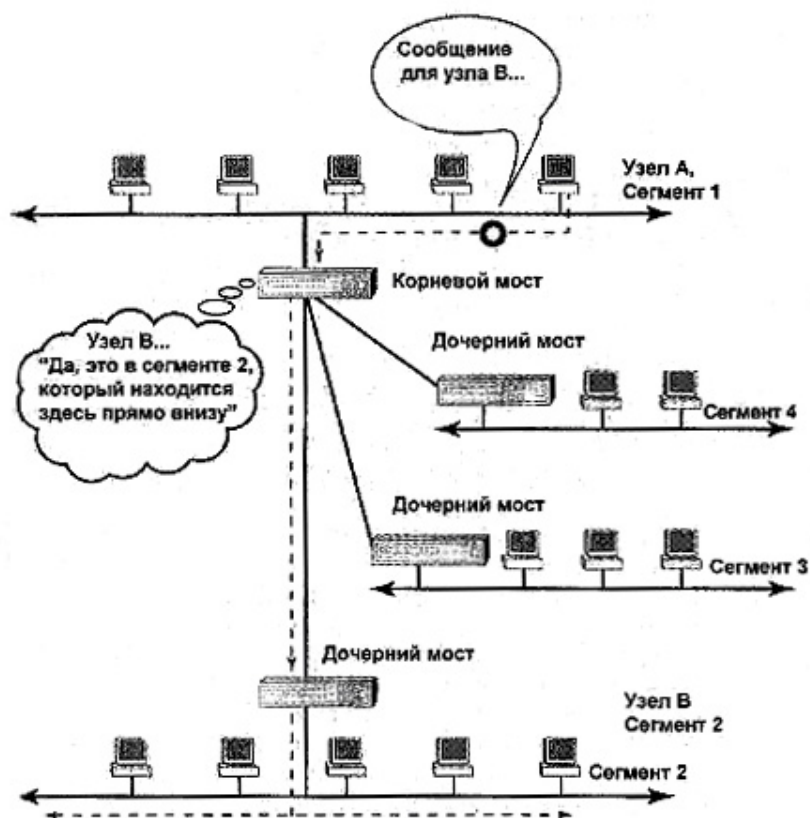 Сообщение
для узла В...
Узел А,
Сегмент 1
Корневой мост
Узел В...
"Да, это в сегменте 2,
который находится
здесь прямо внизу"
Дочерний мост
Сегмент 4
Дочерний мост
Сегмент 3
Дочерний мост
Узел В
Сегмент 2
Сегмент 2